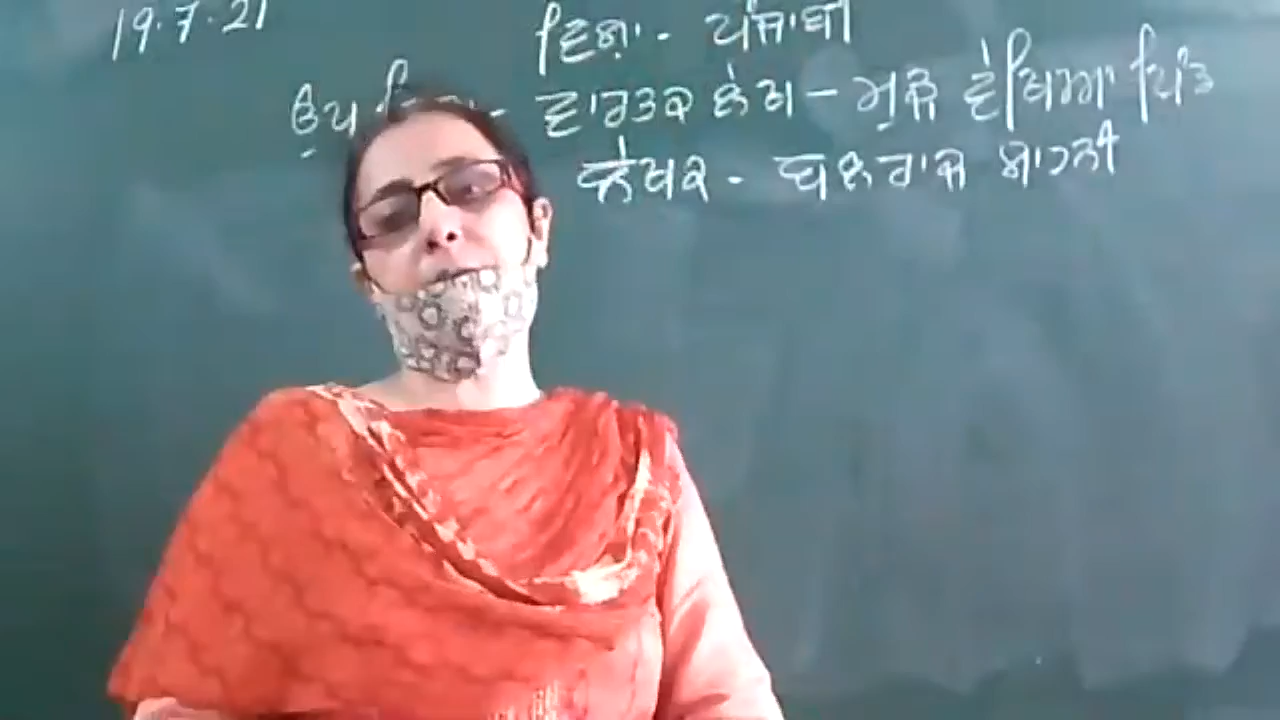 19.7.21
ਵਿਸ਼ਾ - ਪੰਜਾਬੀ
ਉਪ ਵਿਸ਼ਾ - ਵਾਰਤਕ ਲੇਖ - ਮੁੜ ਵੇਖਿਆ ਪਿੰਡ
ਲੇਖਕ - ਬਲਰਾਜ ਸਾਹਨੀ